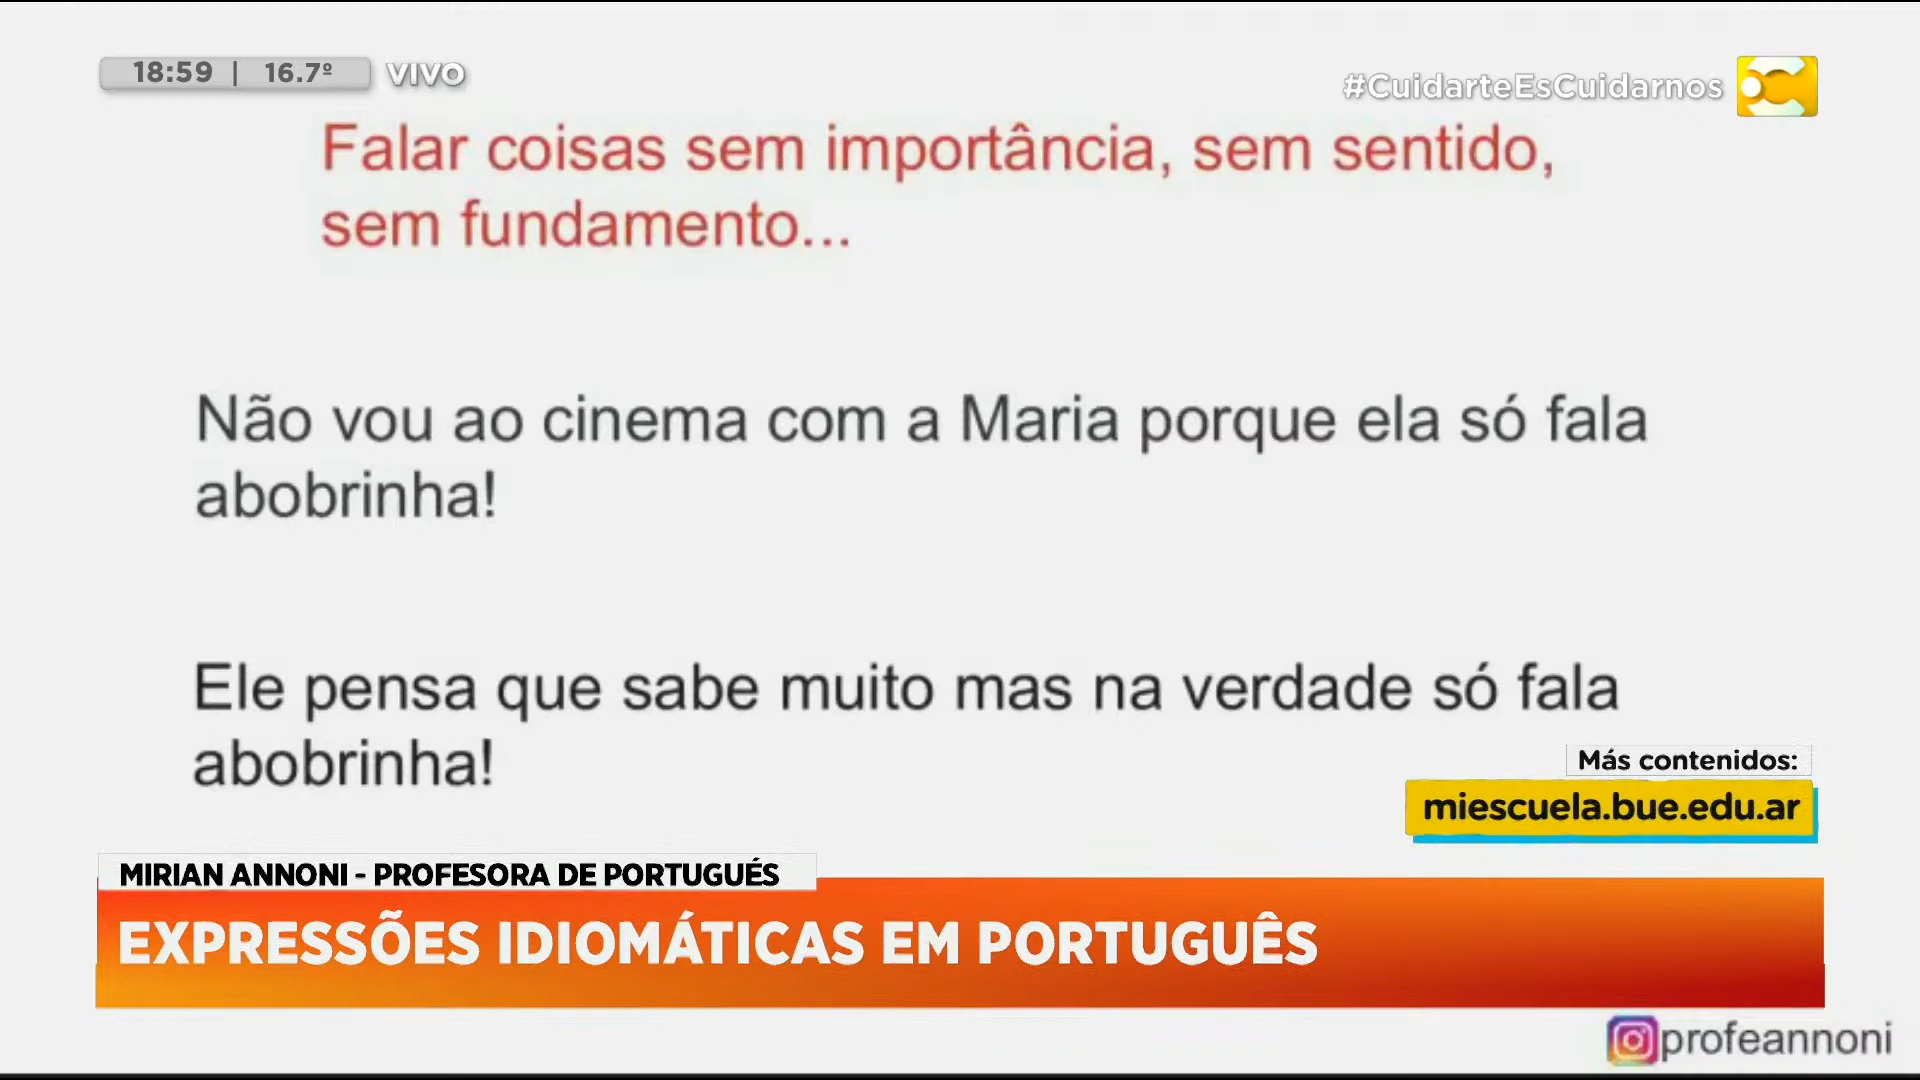 18:59 | 16.7º VIVO
#CuidarteEsCuidarnos
Falar coisas sem importância, sem sentido,
sem fundamento...
Não vou ao cinema com a Maria porque ela só fala
abobrinha!
Ele pensa que sabe muito mas na verdade só fala
abobrinha!
Más contenidos:
miescuela.bue.edu.ar
MIRIAN ANNONI - PROFESORA DE PORTUGUÉS
EXPRESSÕES IDIOMÁTICAS EM PORTUGUÊS
profeannoni